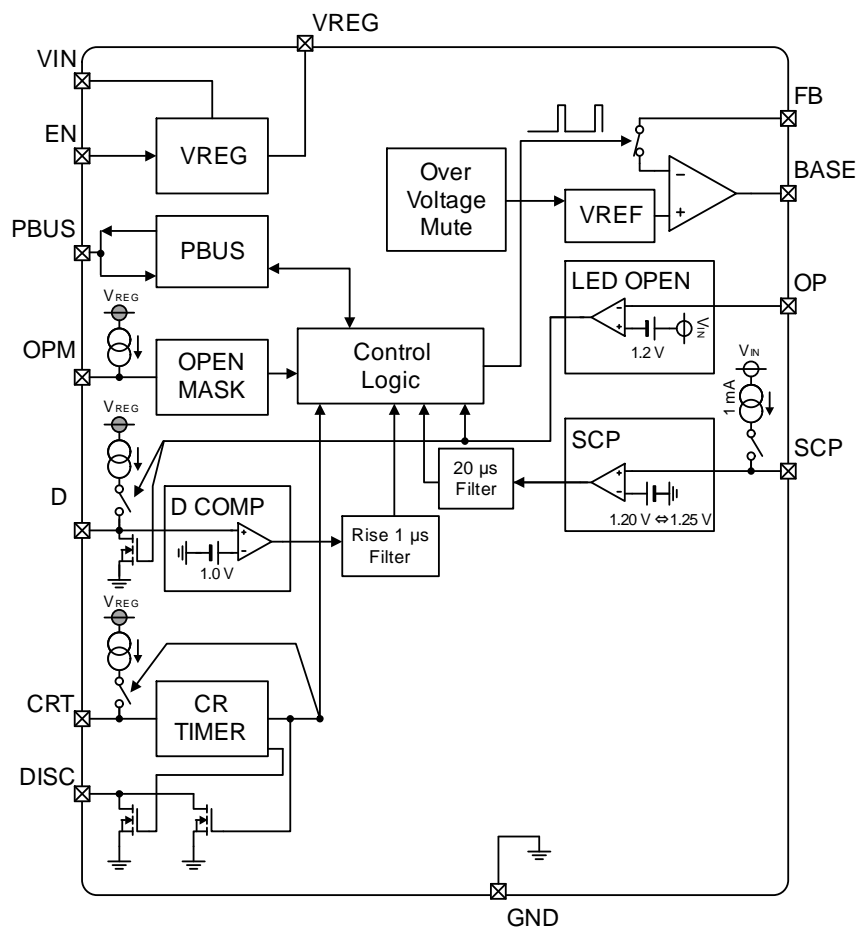 VREG
VIN
FB
EN
VREG
Over
Voltage
Mute
BASE
VREF
−
+
PBUS
PBUS
LED OPEN
OP
−
+
1.2 V
VIN
VREG
OPM
OPEN
MASK
Control
Logic
VIN
1 mA
VREG
SCP
SCP
+
−
1.20 V ⇔ 1.25 V
20 µs
Filter
D
D COMP
+
−
1.0 V
Rise 1 µs
Filter
VREG
CRT
CR
TIMER
DISC
GND